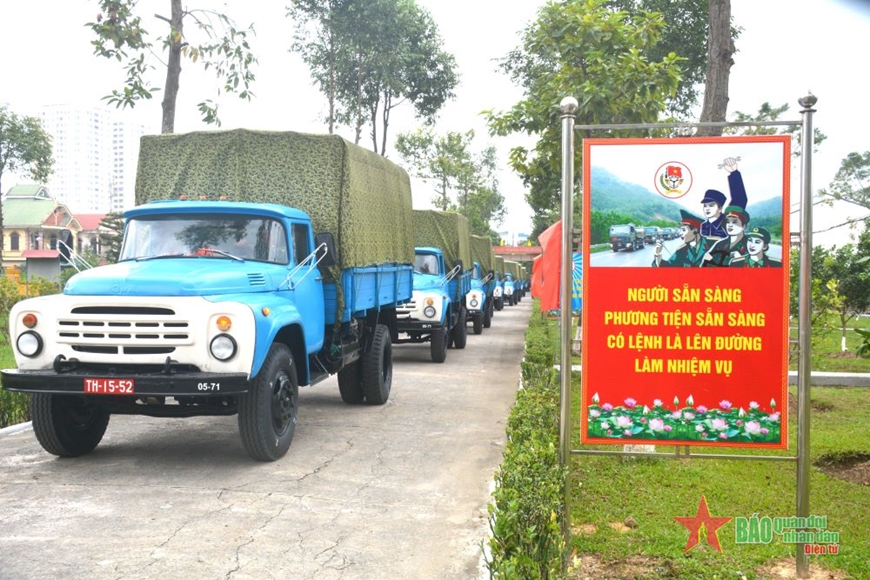 TH-15-52
05-71
NGƯỜI SẴN SÀNG
PHƯƠNG TIỆN SẴN SÀNG
CÓ LỆNH LÀ LÊN ĐƯỜNG
LÀM NHIỆM VỤ
BÁO quân đội nhân dân
Điện tử